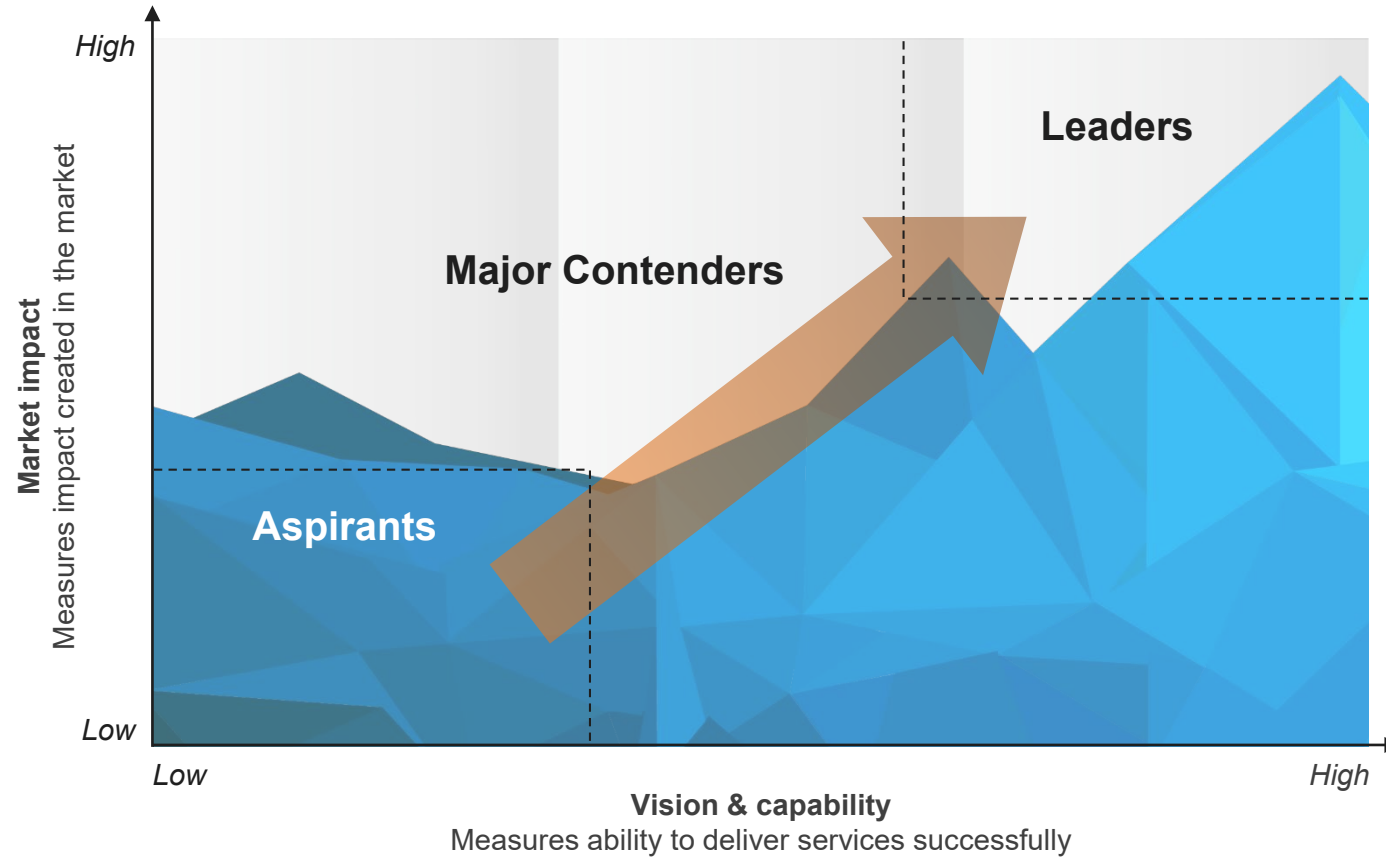 High
Leaders
Major Contenders
Market impact
Measures impact created in the market
Aspirants
Low
Low
High
Vision & capability
Measures ability to deliver services successfully